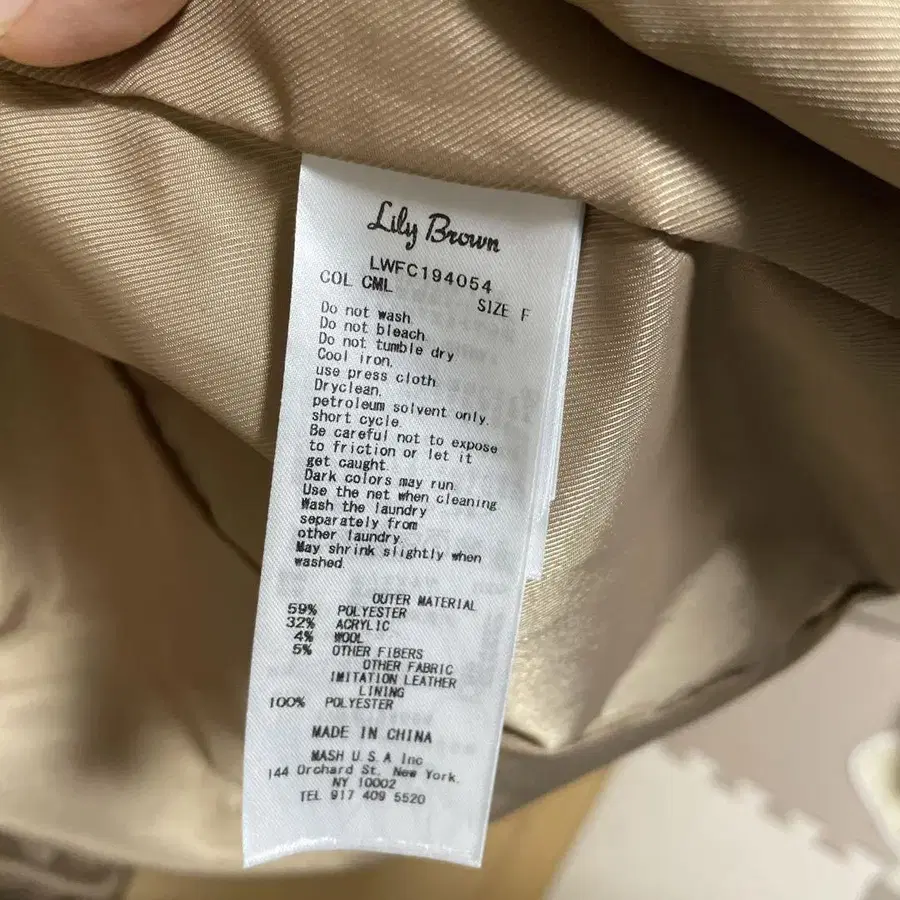 Lily Brown
LWFC194054
COL CML SIZE F
Do not wash.
Do not bleach.
Do not tumble dry
Cool iron.
use press cloth.
Dryclean,
petroleum solvent only.
short cycle.
Be careful not to expose
to friction or let it
get caught.
Dark colors may run.
Use the net when cleaning
Wash the laundry
separately from
other laundry.
May shrink slightly when
washed
OUTER MATERIAL
59% POLYESTER
32% ACRYLIC
4% WOOL
5% OTHER FIBERS
OTHER FABRIC
IMITATION LEATHER
LINING
100% POLYESTER
MADE IN CHINA
MASH U.S.A Inc
144 Orchard St. New York.
NY 10002
TEL 917 409 5520